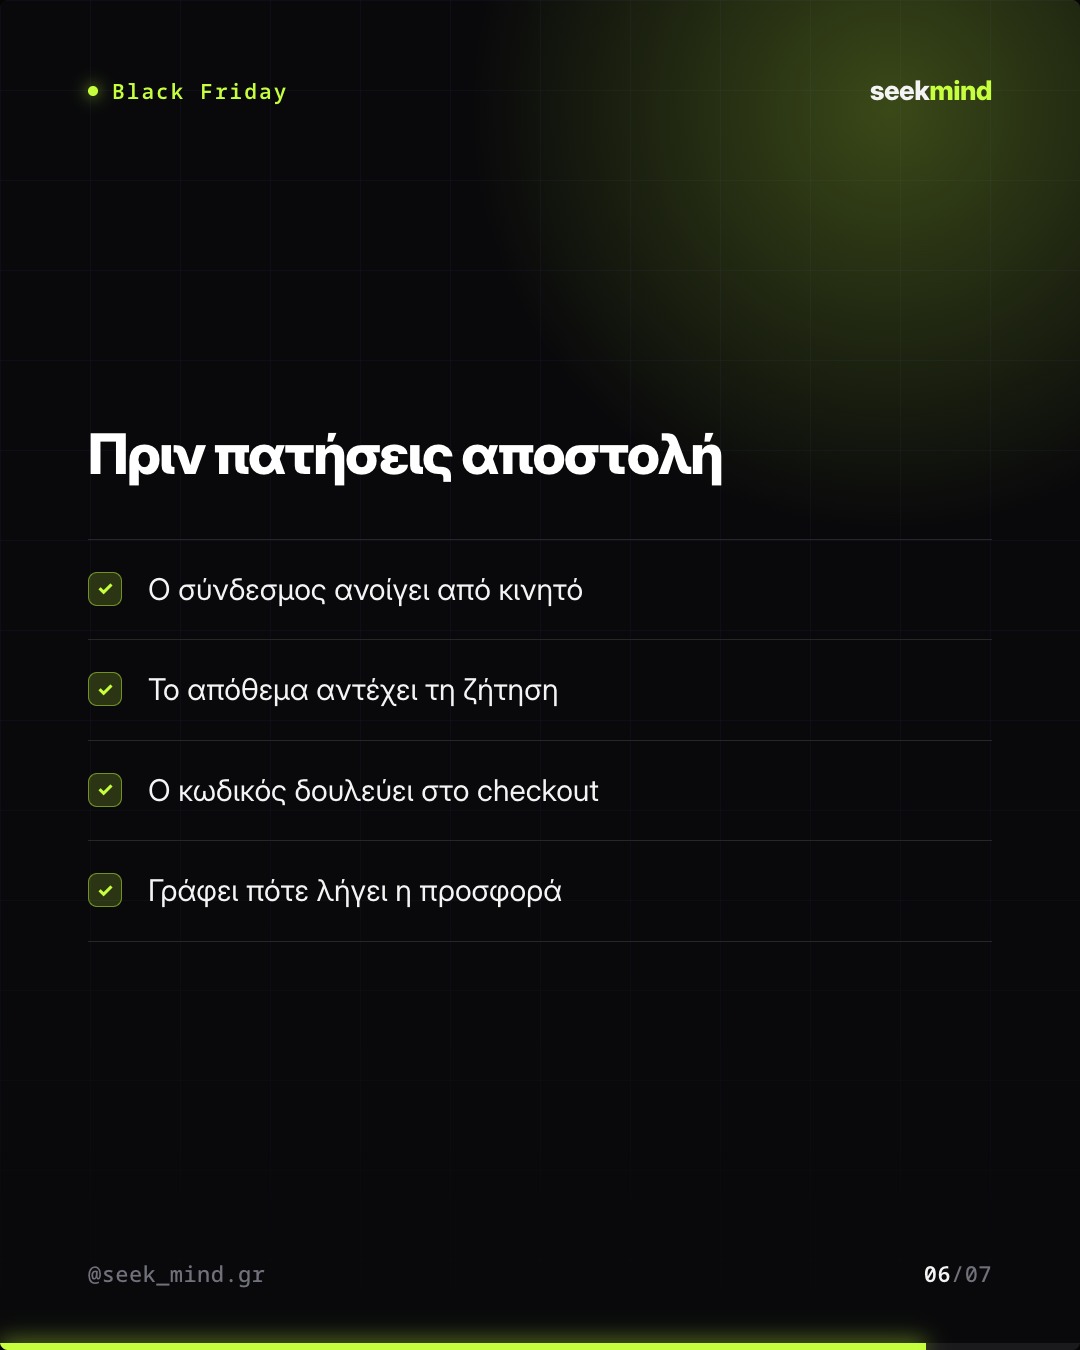 Black Friday
seekmind
Πριν πατήσεις αποστολή
Ο σύνδεσμος ανοίγει από κινητό
Το απόθεμα αντέχει τη ζήτηση
Ο κωδικός δουλεύει στο checkout
Γράφει πότε λήγει η προσφορά
@seek_mind.gr
06/07